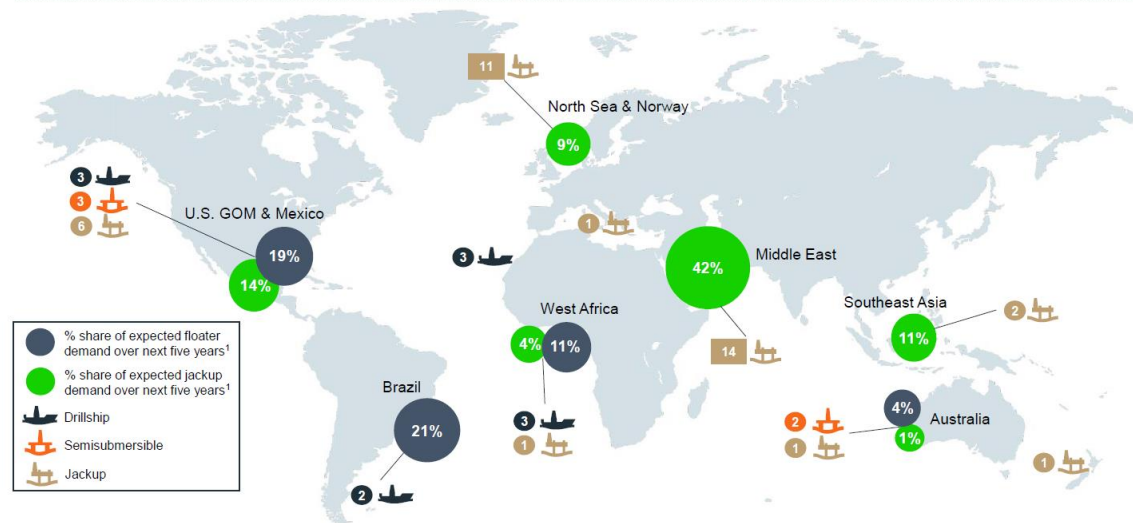 11
North Sea & Norway
9%
3
3
6
U.S. GOM & Mexico
19%
14%
1
3
42%
Middle East
West Africa
4%
11%
14
Southeast Asia
11%
2
% share of expected floater
demand over next five years¹
% share of expected jackup
demand over next five years¹
Drillship
Semisubmersible
Jackup
Brazil
21%
2
3
1
4%
Australia
1%
2
1
1